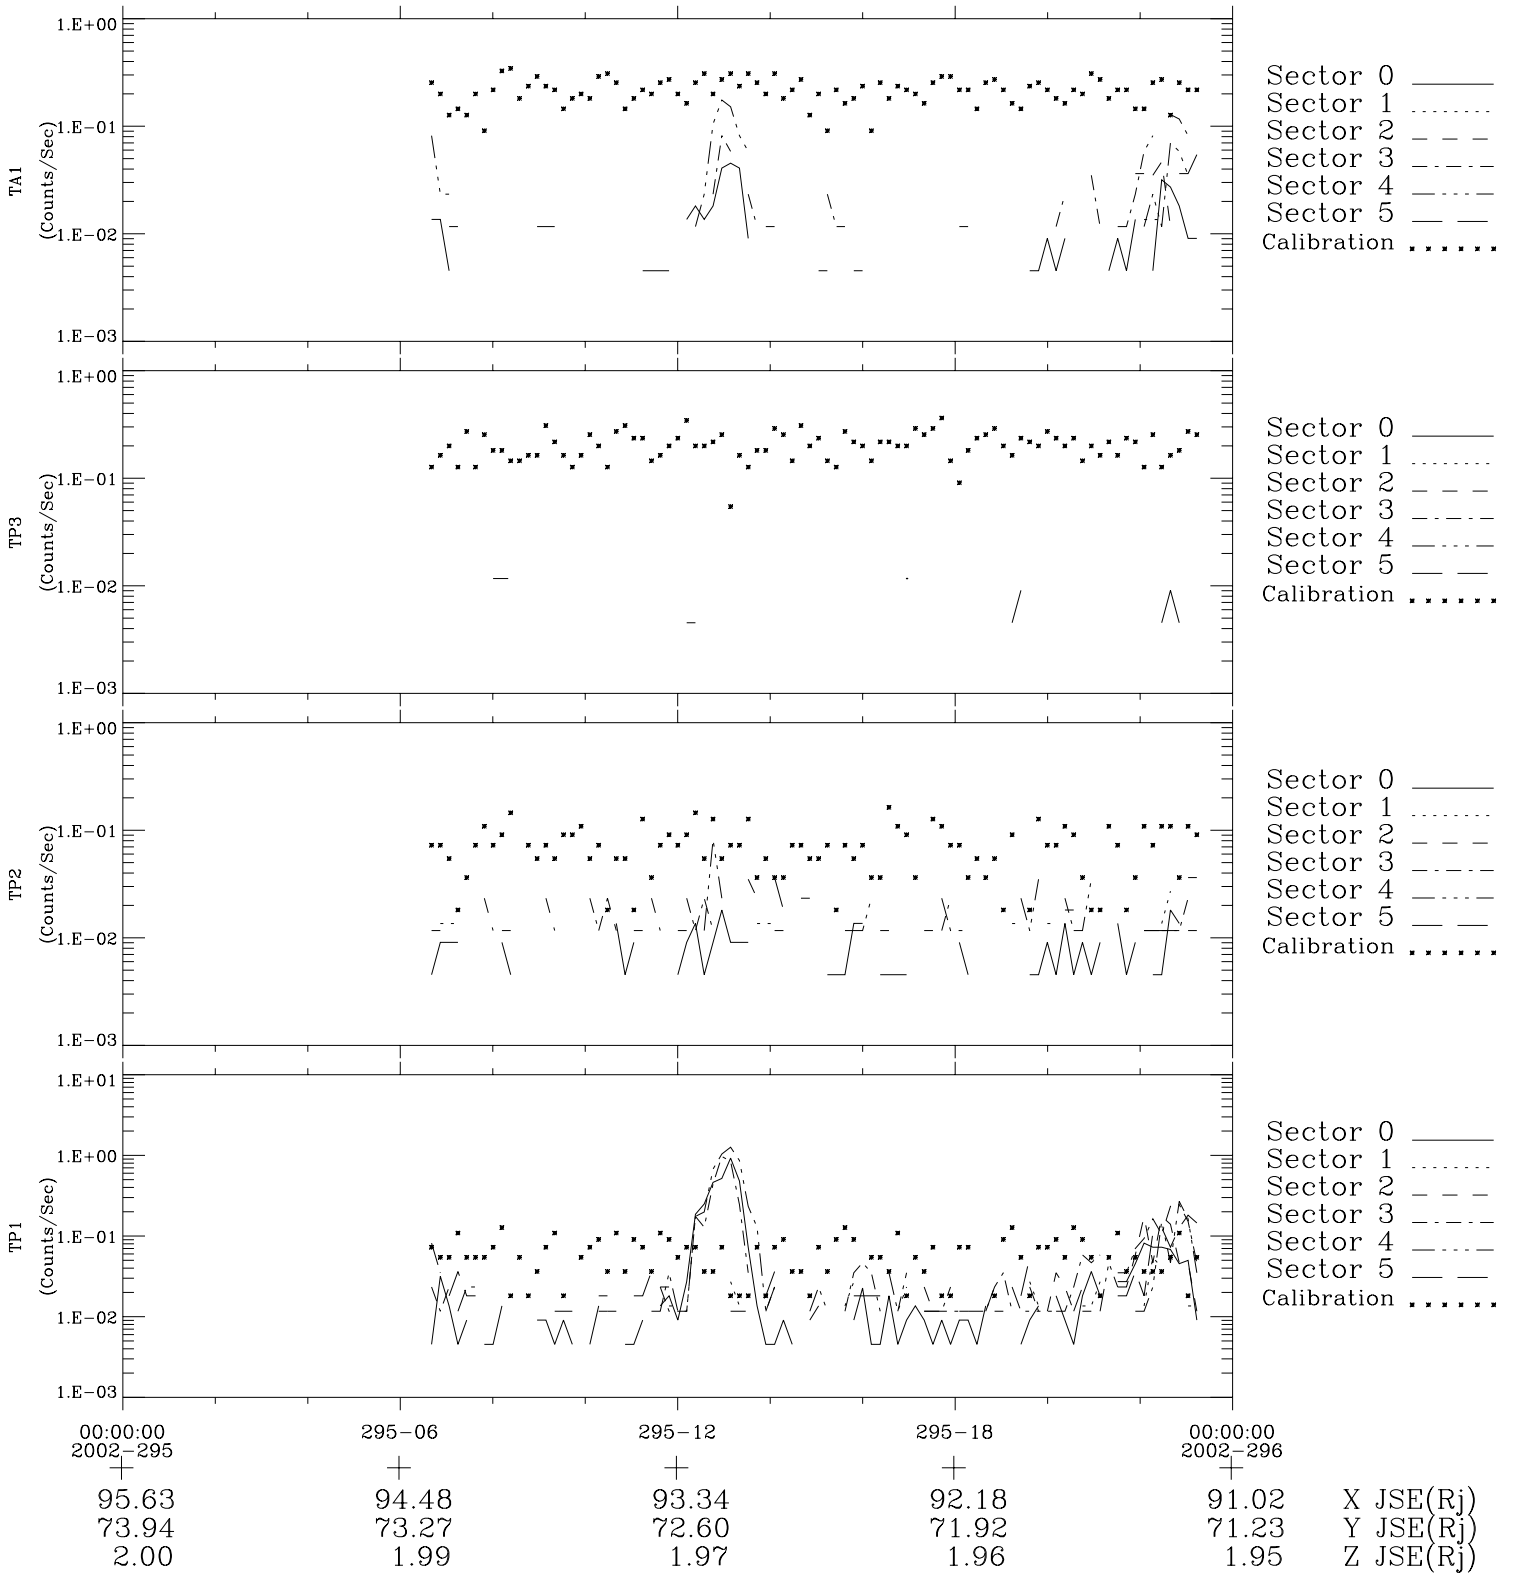 1.E+00
1.E-01
1.E-02
1.E-03
TA1
(Counts/Sec)
Sector 0
Sector 1
Sector 2
Sector 3
Sector 4
Sector 5
Calibration
1.E+00
1.E-01
1.E-02
1.E-03
TP3
(Counts/Sec)
Sector 0
Sector 1
Sector 2
Sector 3
Sector 4
Sector 5
Calibration
1.E+00
1.E-01
1.E-02
1.E-03
TP2
(Counts/Sec)
Sector 0
Sector 1
Sector 2
Sector 3
Sector 4
Sector 5
Calibration
1.E+01
1.E+00
1.E-01
1.E-02
1.E-03
TP1
(Counts/Sec)
Sector 0
Sector 1
Sector 2
Sector 3
Sector 4
Sector 5
Calibration
00:00:00 295-06 295-12 295-18 00:00:00
2002-295 2002-296
95.63 94.48 93.34 92.18 91.02 X JSE(Rj)
73.94 73.27 72.60 71.92 71.23 Y JSE(Rj)
2.00 1.99 1.97 1.96 1.95 Z JSE(Rj)